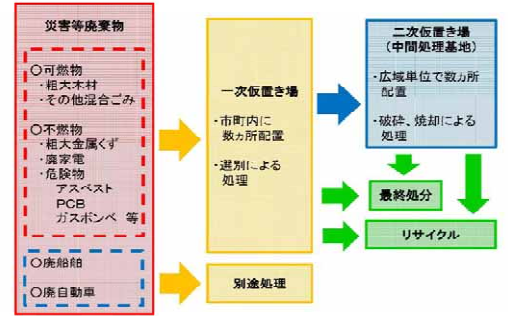 災害等廃棄物
〇可燃物
・粗大木材
・その他混合ごみ
〇不燃物
・粗大金属くず
・廃家電
・危険物
アスベスト
PCB
ガスボンベ 等
〇廃船舶
〇廃自動車
一次仮置き場
・市町内に
数ヵ所配置
・選別による
処理
別途処理
二次仮置き場
(中間処理基地)
・広域単位で数ヵ所
配置
・破砕、焼却による
処理
最終処分
リサイクル